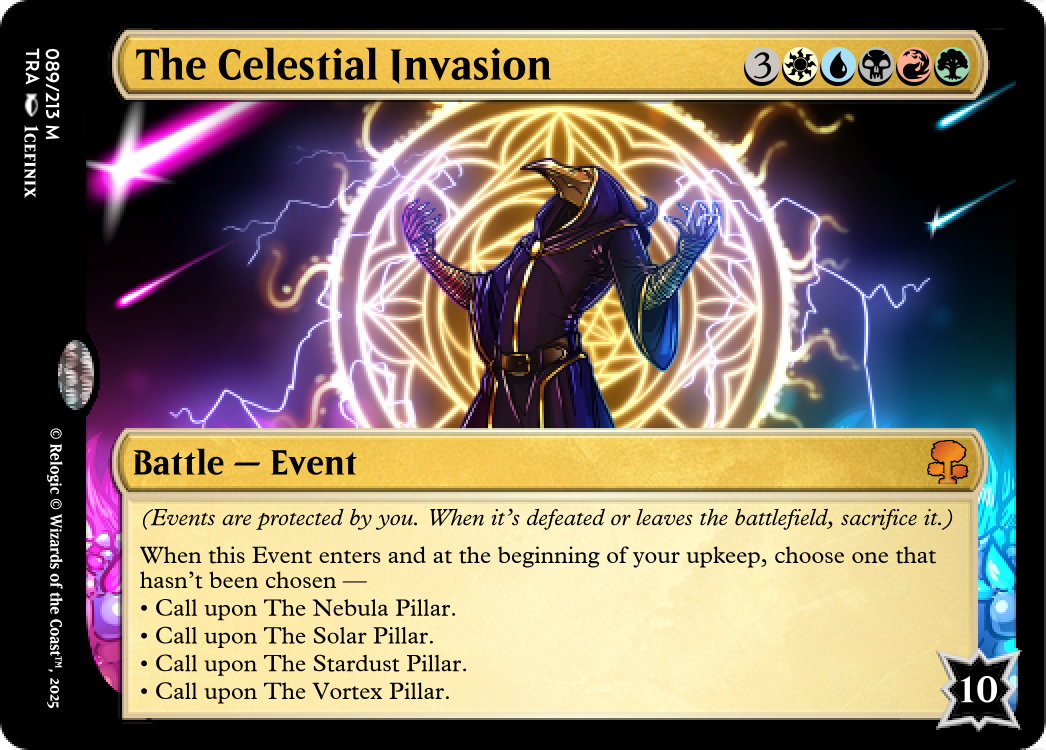 The Celestial Invasion
3
089/213 M
TRA ICEFINIX
Battle — Event
(Events are protected by you. When it's defeated or leaves the battlefield, sacrifice it.)
When this Event enters and at the beginning of your upkeep, choose one that
hasn't been chosen —
• Call upon The Nebula Pillar.
• Call upon The Solar Pillar.
• Call upon The Stardust Pillar.
• Call upon The Vortex Pillar.
10
© Relogic © Wizards of the Coast™, 2025